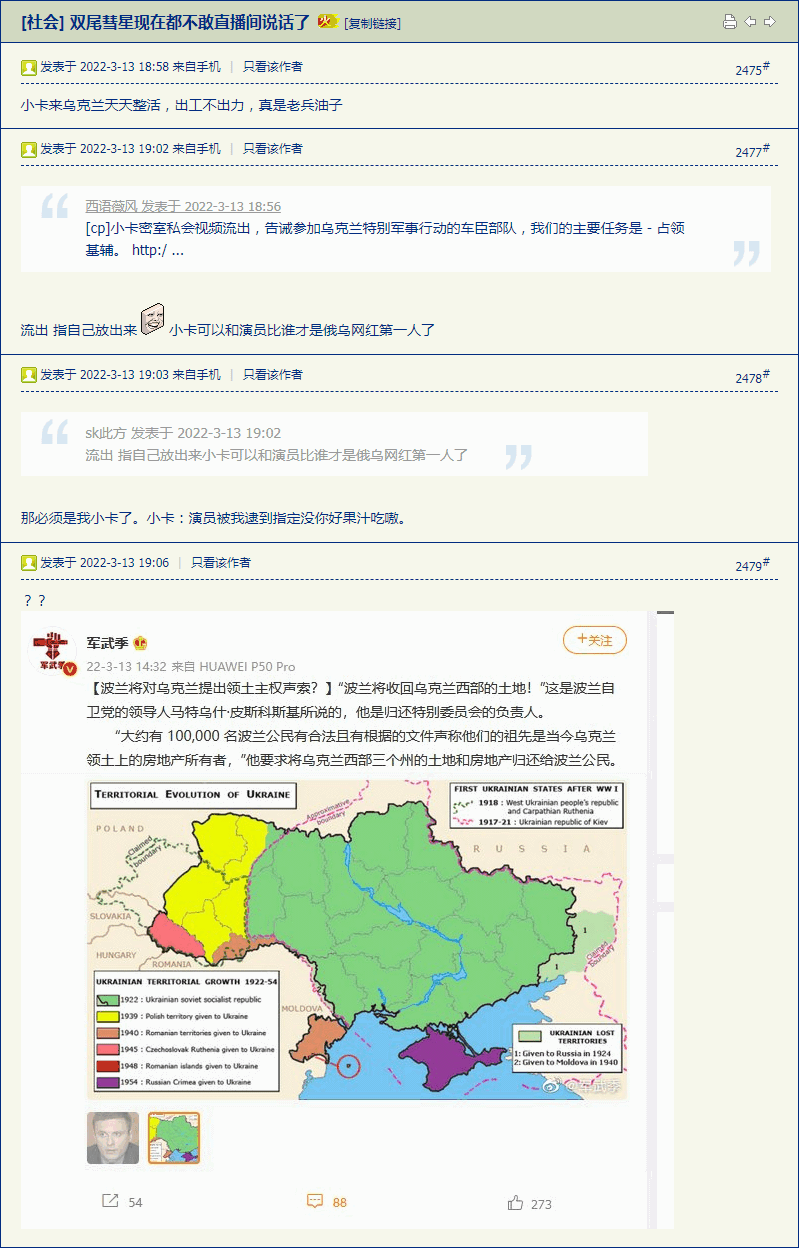 [社会] 双尾彗星现在都不敢直播间说话了 火 [复制链接]
发表于 2022-3-13 18:58 来自手机 | 只看该作者
2475#
小卡来乌克兰天天整活，出工不出力，真是老兵油子
发表于 2022-3-13 19:02 来自手机 | 只看该作者
2477#
西语薇风 发表于 2022-3-13 18:56
[cp]小卡密室私会视频流出，告诫参加乌克兰特别军事行动的车臣部队，我们的主要任务是 - 占领
基辅。 http:/ ...
流出 指自己放出来 小卡可以和演员比谁才是俄乌网红第一人了
发表于 2022-3-13 19:03 来自手机 | 只看该作者
2478#
sk此方 发表于 2022-3-13 19:02
流出 指自己放出来小卡可以和演员比谁才是俄乌网红第一人了
那必须是我小卡了。小卡：演员被我逮到指定没你好果汁吃嗷。
发表于 2022-3-13 19:06 | 只看该作者
2479#
？？
军武季
+关注
22-3-13 14:32 来自 HUAWEI P50 Pro
【波兰将对乌克兰提出领土主权声索？】“波兰将收回乌克兰西部的土地！”这是波兰自
卫党的领导人马特乌什·皮斯科斯基所说的，他是归还特别委员会的负责人。
“大约有 100,000 名波兰公民有合法且有根据的文件声称他们的祖先是当今乌克兰
领土上的房地产所有者，”他要求将乌克兰西部三个州的土地和房地产归还给波兰公民。
TERRITORIAL EVOLUTION OF UKRAINE
FIRST UKRAINIAN STATES AFTER WW I
1918 : West Ukrainian people's republic
and Carpathian Ruthenia
1917-21 : Ukrainian republic of Kiev
Approximative
boundary
POLAND
Claimed
boundary
RUSSIA
SLOVAKIA
HUNGARY
ROMANIA
1
Claimed
boundary
1
UKRAINIAN TERRITORIAL GROWTH 1922-54
1922 : Ukrainian soviet socialist republic
1939 : Polish territory given to Ukraine
1940 : Romanian territories given to Ukraine
1945 : Czechoslovak Ruthenia given to Ukraine
1948 : Romanian islands given to Ukraine
1954 : Russian Crimea given to Ukraine
MOLDOVA
2
UKRAINIAN LOST
TERRITORIES
1: Given to Russia in 1924
2: Given to Moldova in 1940
@军武季
54
88
273